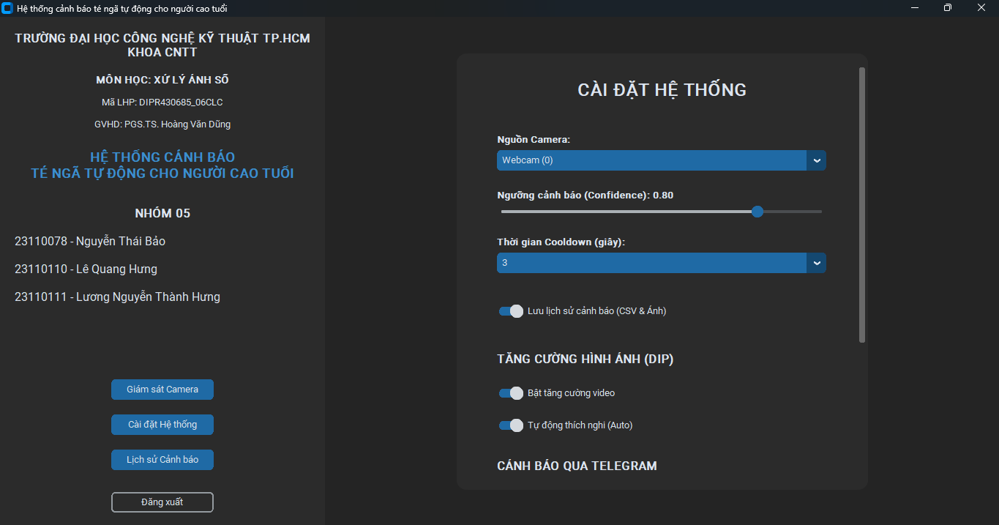 Hệ thống cảnh báo té ngã tự động cho người cao tuổi
TRƯỜNG ĐẠI HỌC CÔNG NGHỆ KỸ THUẬT TP.HCM
KHOA CNTT
MÔN HỌC: XỬ LÝ ẢNH SỐ
Mã LHP: DIPR430685_06CLC
GVHD: PGS.TS. Hoàng Văn Dũng
HỆ THỐNG CẢNH BÁO
TÉ NGÃ TỰ ĐỘNG CHO NGƯỜI CAO TUỔI
NHÓM 05
23110078 - Nguyễn Thái Bảo
23110110 - Lê Quang Hưng
23110111 - Lương Nguyễn Thành Hưng
Giám sát Camera
Cài đặt Hệ thống
Lịch sử Cảnh báo
Đăng xuất
CÀI ĐẶT HỆ THỐNG
Nguồn Camera:
Webcam (0)
Ngưỡng cảnh báo (Confidence): 0.80
Thời gian Cooldown (giây):
3
Lưu lịch sử cảnh báo (CSV & Ảnh)
TĂNG CƯỜNG HÌNH ẢNH (DIP)
Bật tăng cường video
Tự động thích nghi (Auto)
CẢNH BÁO QUA TELEGRAM